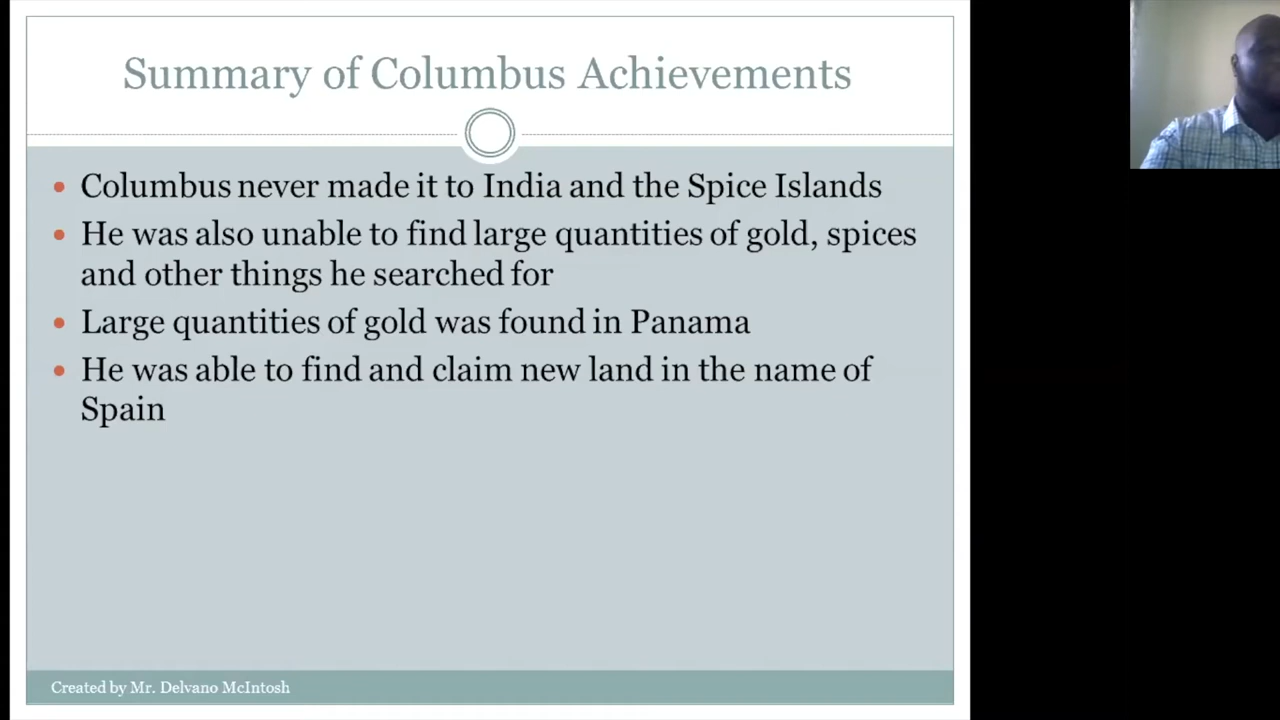 Summary of Columbus Achievements
Columbus never made it to India and the Spice Islands
He was also unable to find large quantities of gold, spices
and other things he searched for
Large quantities of gold was found in Panama
He was able to find and claim new land in the name of
Spain
Created by Mr. Delvano McIntosh